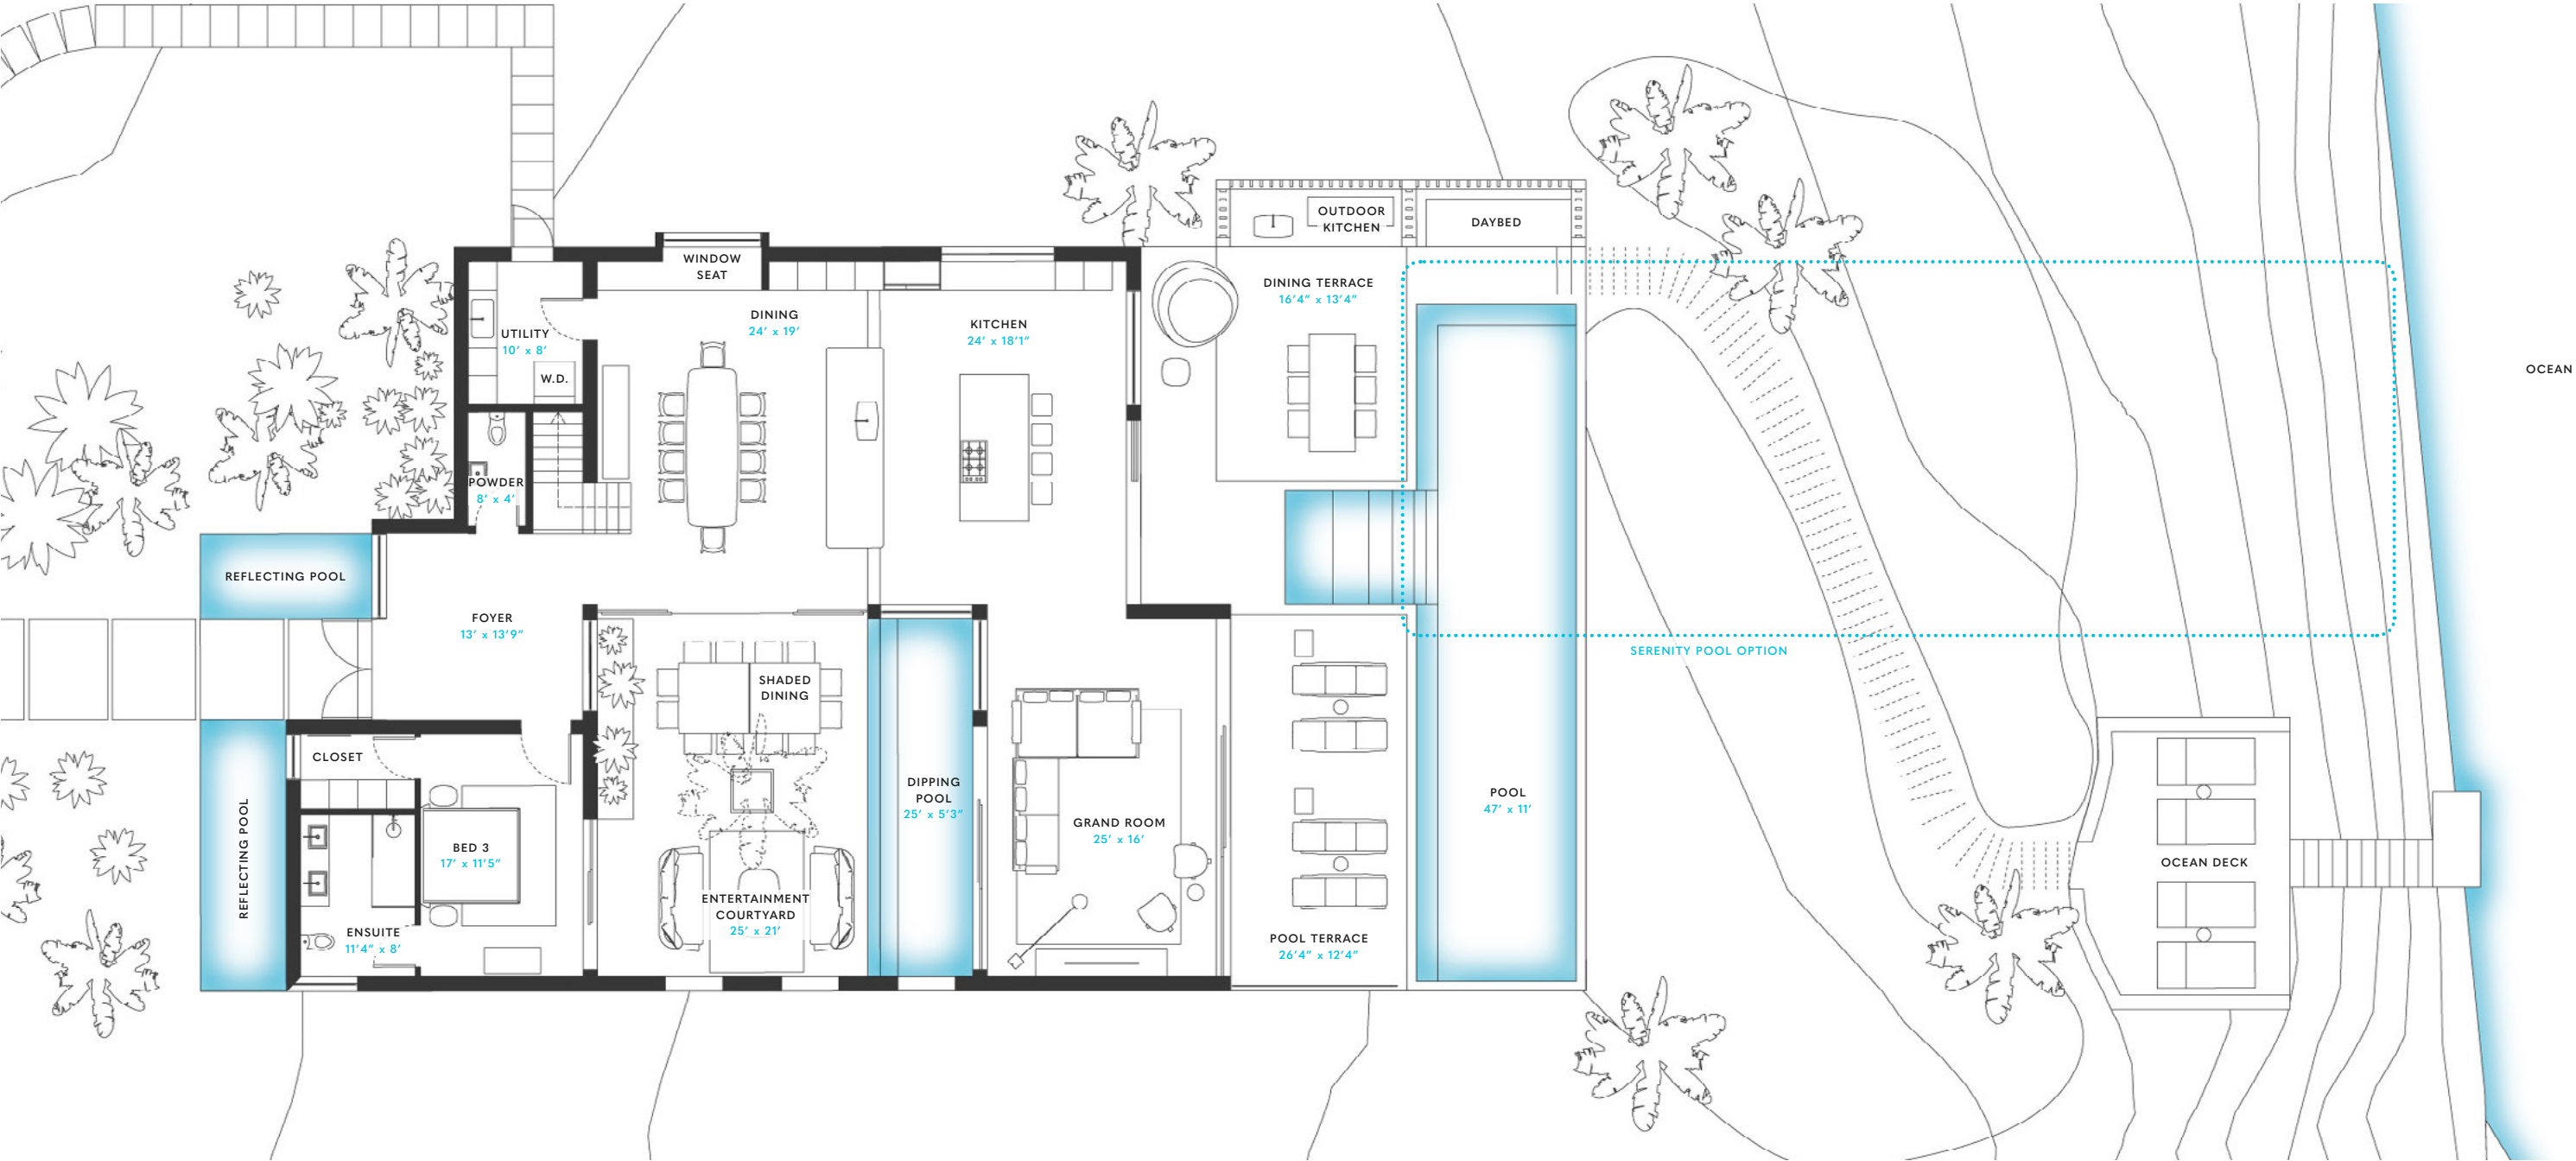 OUTDOOR
KITCHEN
DAYBED
WINDOW
SEAT
DINING TERRACE
16'4" x 13'4"
DINING
24' x 19'
KITCHEN
24' x 18'1"
UTILITY
10' x 8'
W.D.
OCEAN
POWDER
8' x 4'
REFLECTING POOL
FOYER
13' x 13'9"
SERENITY POOL OPTION
SHADED
DINING
CLOSET
DIPPING
POOL
25' x 5'3"
POOL
47' x 11'
GRAND ROOM
25' x 16'
BED 3
17' x 11'5"
REFLECTING POOL
OCEAN DECK
ENTERTAINMENT
COURTYARD
25' x 21'
ENSUITE
11'4" x 8'
POOL TERRACE
26'4" x 12'4"